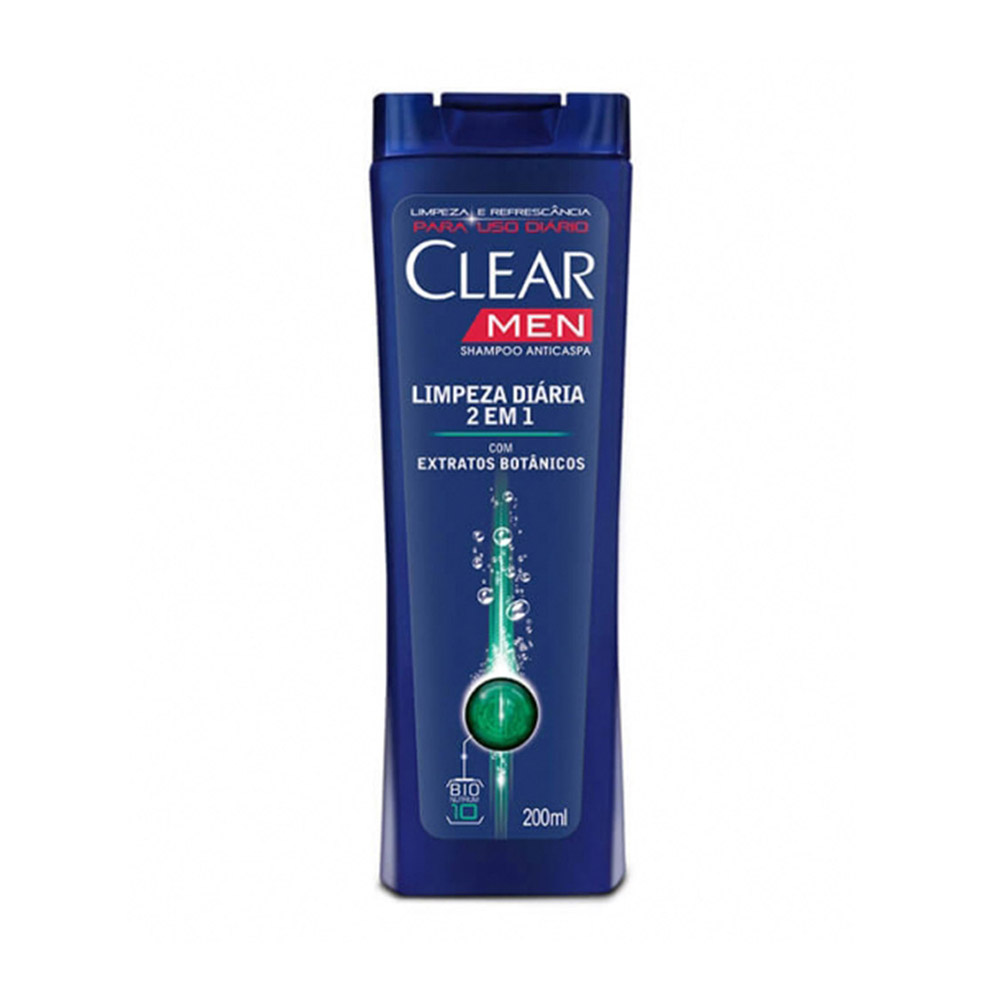 LIMPEZA E REFRESCÂNCIA
PARA USO DIÁRIO
CLEAR
MEN
SHAMPOO ANTICASPA
LIMPEZA DIÁRIA
2 EM 1
COM
EXTRATOS BOTÂNICOS
BIO
NUTRIUM
10
200ml